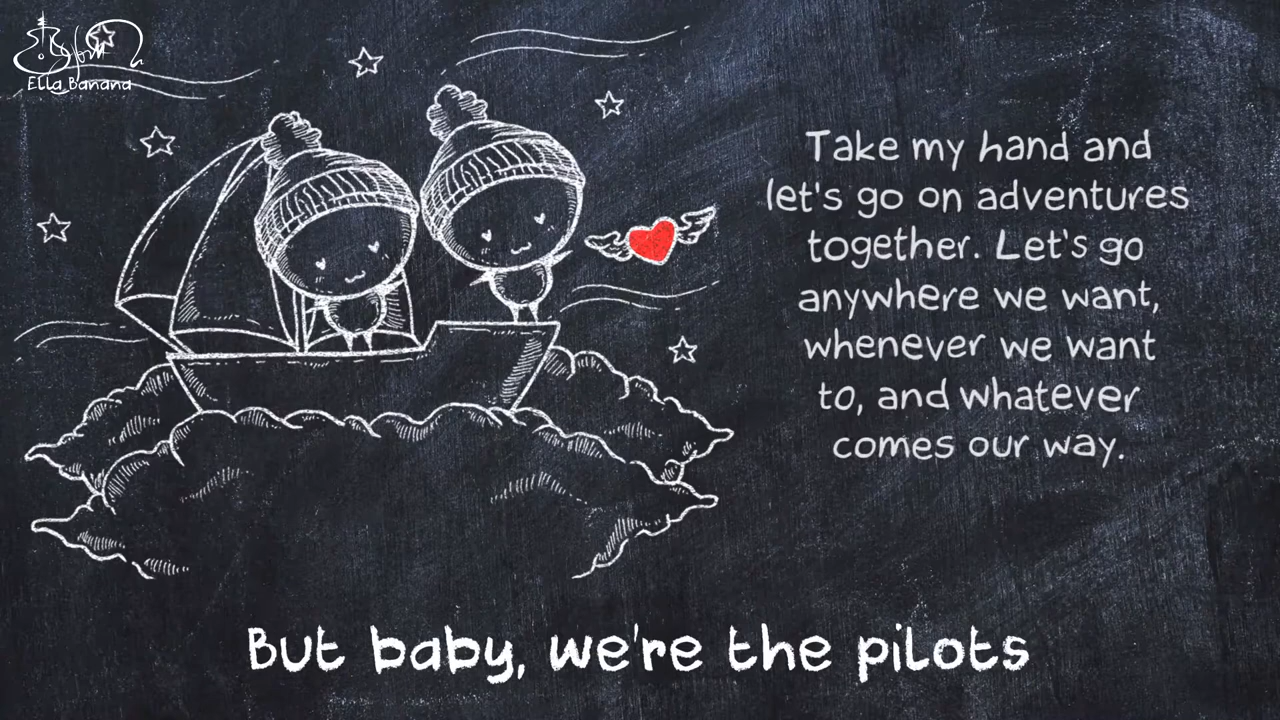 Ella Banana
Take my hand and
let's go on adventures
together. Let's go
anywhere we want,
whenever we want
to, and whatever
comes our way.
But baby, we're the pilots